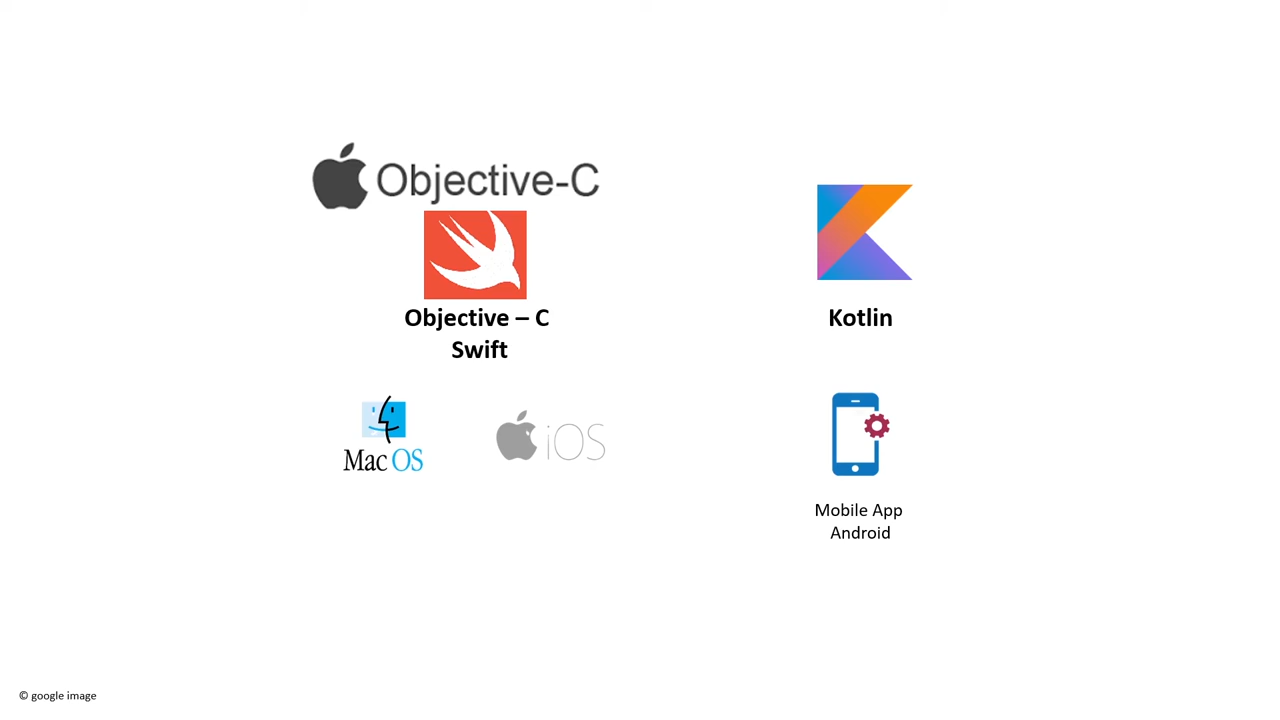 Objective-C
Objective – C
Swift
Mac OS
iOS
Kotlin
Mobile App
Android
© google image